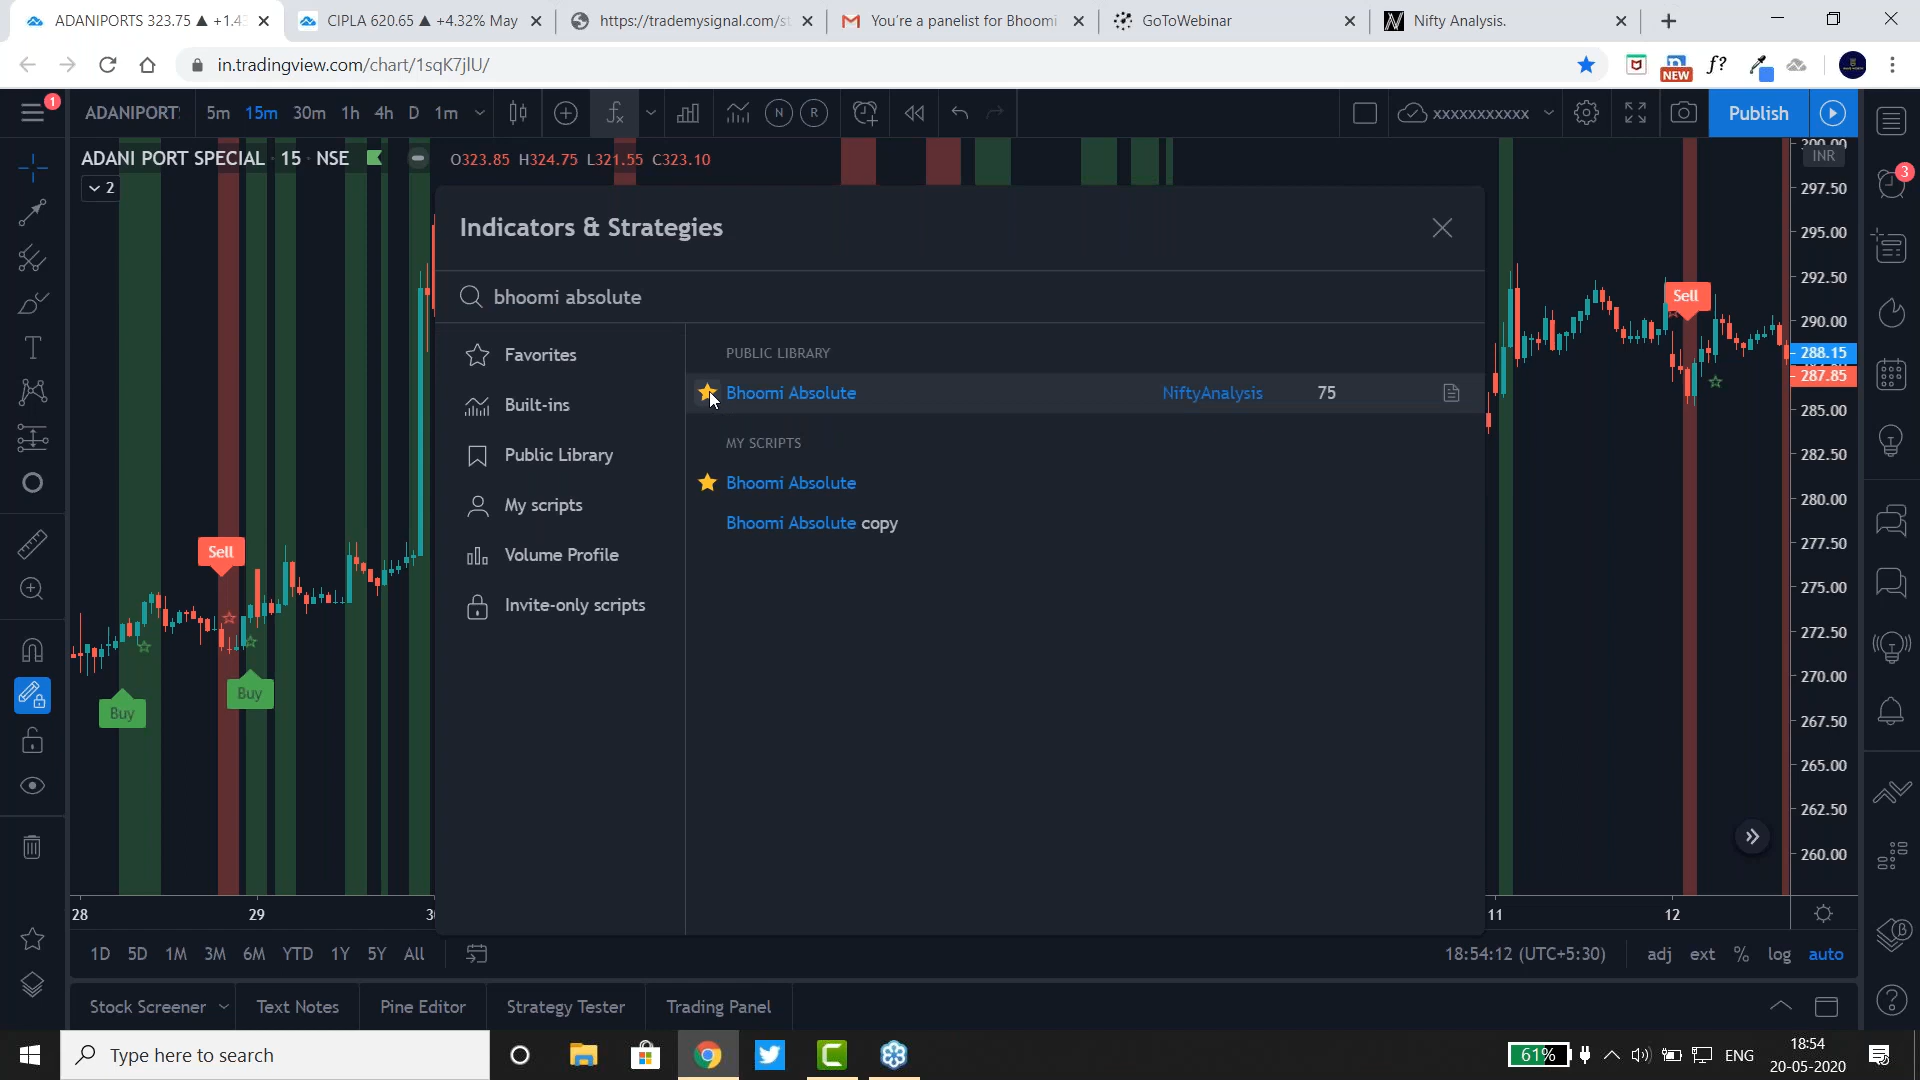 ADANIPORTS 323.75 ▲ +1.43
CIPLA 620.65 ▲ +4.32% May
https://trademysignal.com/st
You're a panelist for Bhoomi
GoToWebinar
Nifty Analysis.
in.tradingview.com/chart/1sqK7jlU/
NEW
f?
1
ADANIPORT
5m 15m 30m 1h 4h D 1m
N R
xxxxxxxxxxx
Publish
ADANI PORT SPECIAL 15 NSE
O323.85 H324.75 L321.55 C323.10
2
300.00
INR
3
Indicators & Strategies
bhoomi absolute
Favorites
Built-ins
Public Library
My scripts
Volume Profile
Invite-only scripts
PUBLIC LIBRARY
Bhoomi Absolute NiftyAnalysis 75
MY SCRIPTS
Bhoomi Absolute
Bhoomi Absolute copy
Sell
Buy
Buy
Sell
297.50
295.00
292.50
290.00
288.15
287.85
285.00
282.50
280.00
277.50
275.00
272.50
270.00
267.50
265.00
262.50
260.00
28 29 11 12
1D 5D 1M 3M 6M YTD 1Y 5Y All
18:54:12 (UTC+5:30) adj ext % log auto
Stock Screener Text Notes Pine Editor Strategy Tester Trading Panel
Type here to search
61%
ENG
18:54
20-05-2020